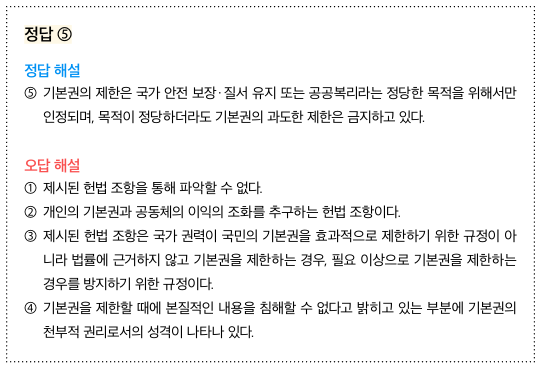 정답 ⑤
정답 해설
⑤ 기본권의 제한은 국가 안전 보장·질서 유지 또는 공공복리라는 정당한 목적을 위해서만
인정되며, 목적이 정당하더라도 기본권의 과도한 제한은 금지하고 있다.
오답 해설
① 제시된 헌법 조항을 통해 파악할 수 없다.
② 개인의 기본권과 공동체의 이익의 조화를 추구하는 헌법 조항이다.
③ 제시된 헌법 조항은 국가 권력이 국민의 기본권을 효과적으로 제한하기 위한 규정이 아
니라 법률에 근거하지 않고 기본권을 제한하는 경우, 필요 이상으로 기본권을 제한하는
경우를 방지하기 위한 규정이다.
④ 기본권을 제한할 때에 본질적인 내용을 침해할 수 없다고 밝히고 있는 부분에 기본권의
천부적 권리로서의 성격이 나타나 있다.